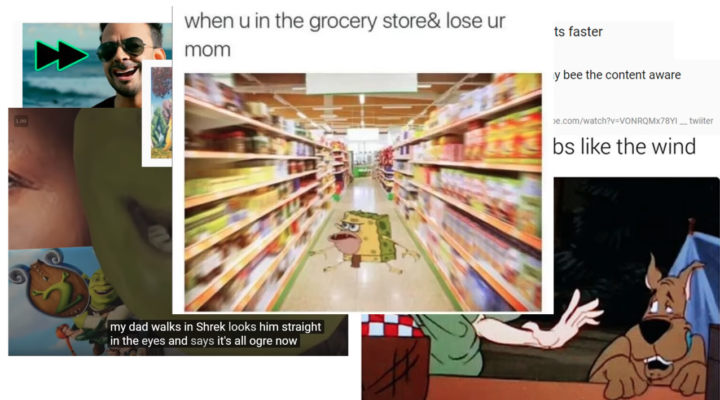 when u in the grocery store& lose ur
mom
ts faster
y bee the content aware
e.com/watch?v=VONRQMx78YI __ twiiter
bs like the wind
my dad walks in Shrek looks him straight
in the eyes and says it's all ogre now